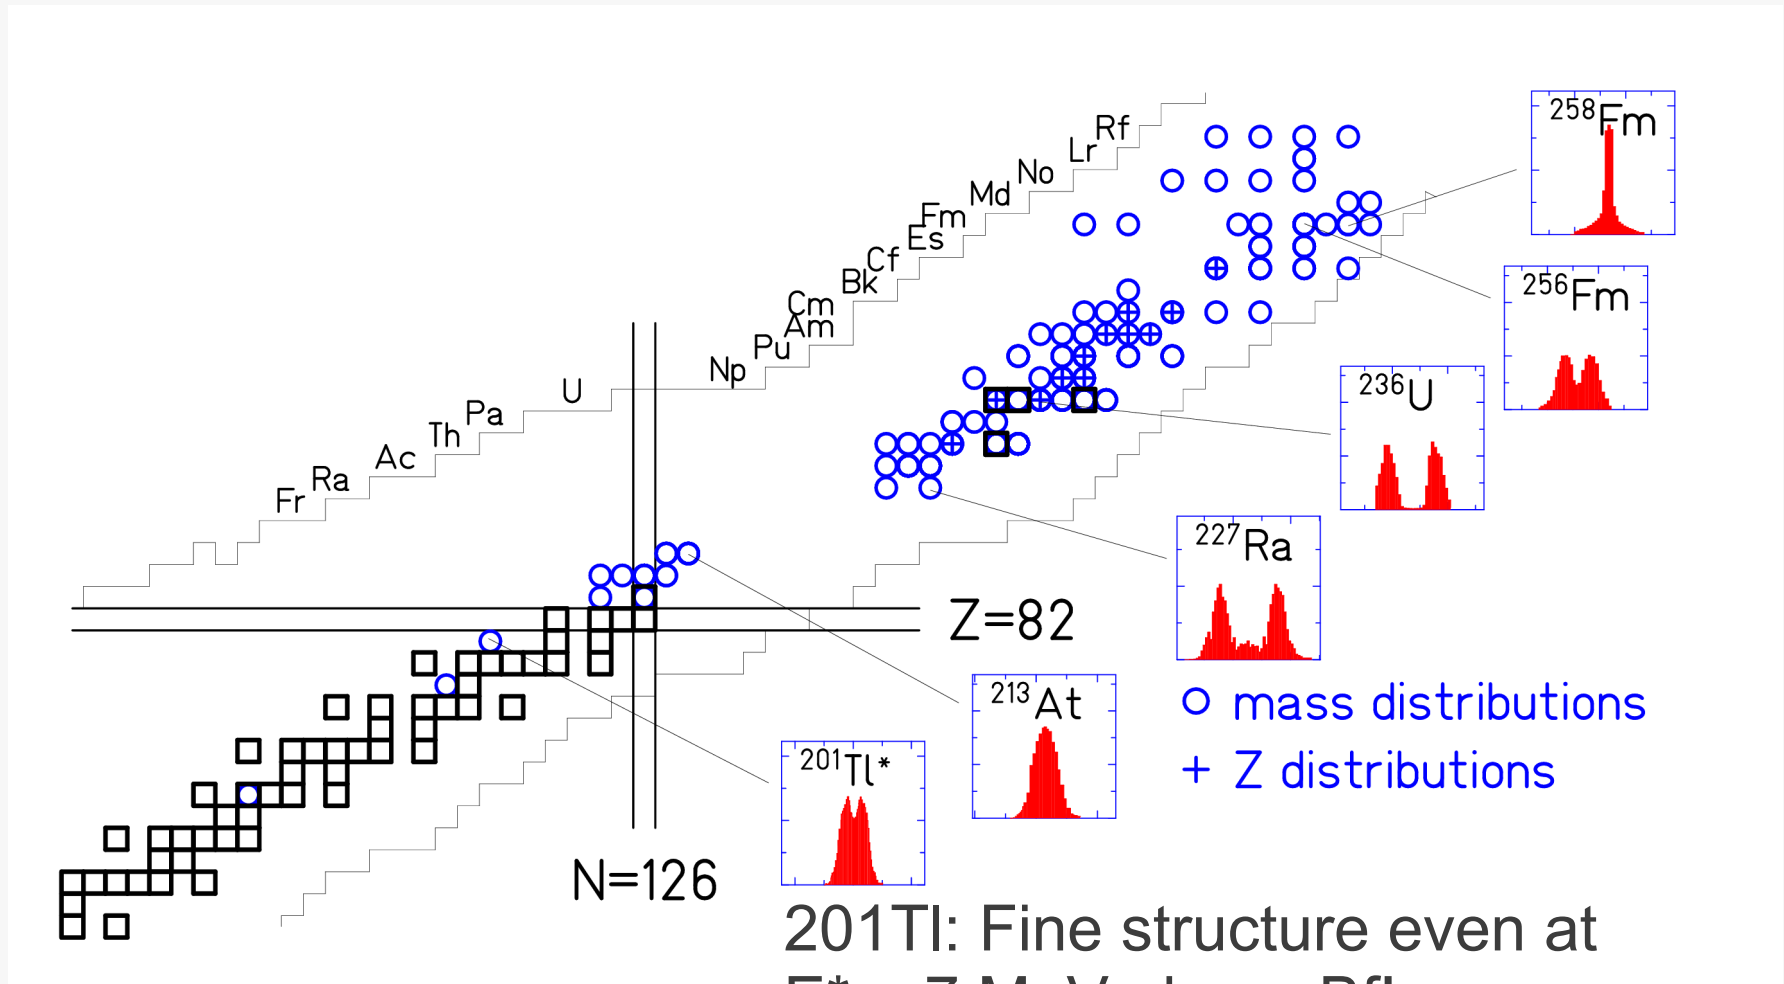 258Fm
Rf
Lr
No
Md
Fm
Es
Cf
Bk
Cm
Am
Pu
Np
U
Pa
Th
Ac
Ra
Fr
256Fm
236U
227Ra
Z=82
213At
201Tl*
N=126
mass distributions
+ Z distributions
201Tl: Fine structure even at